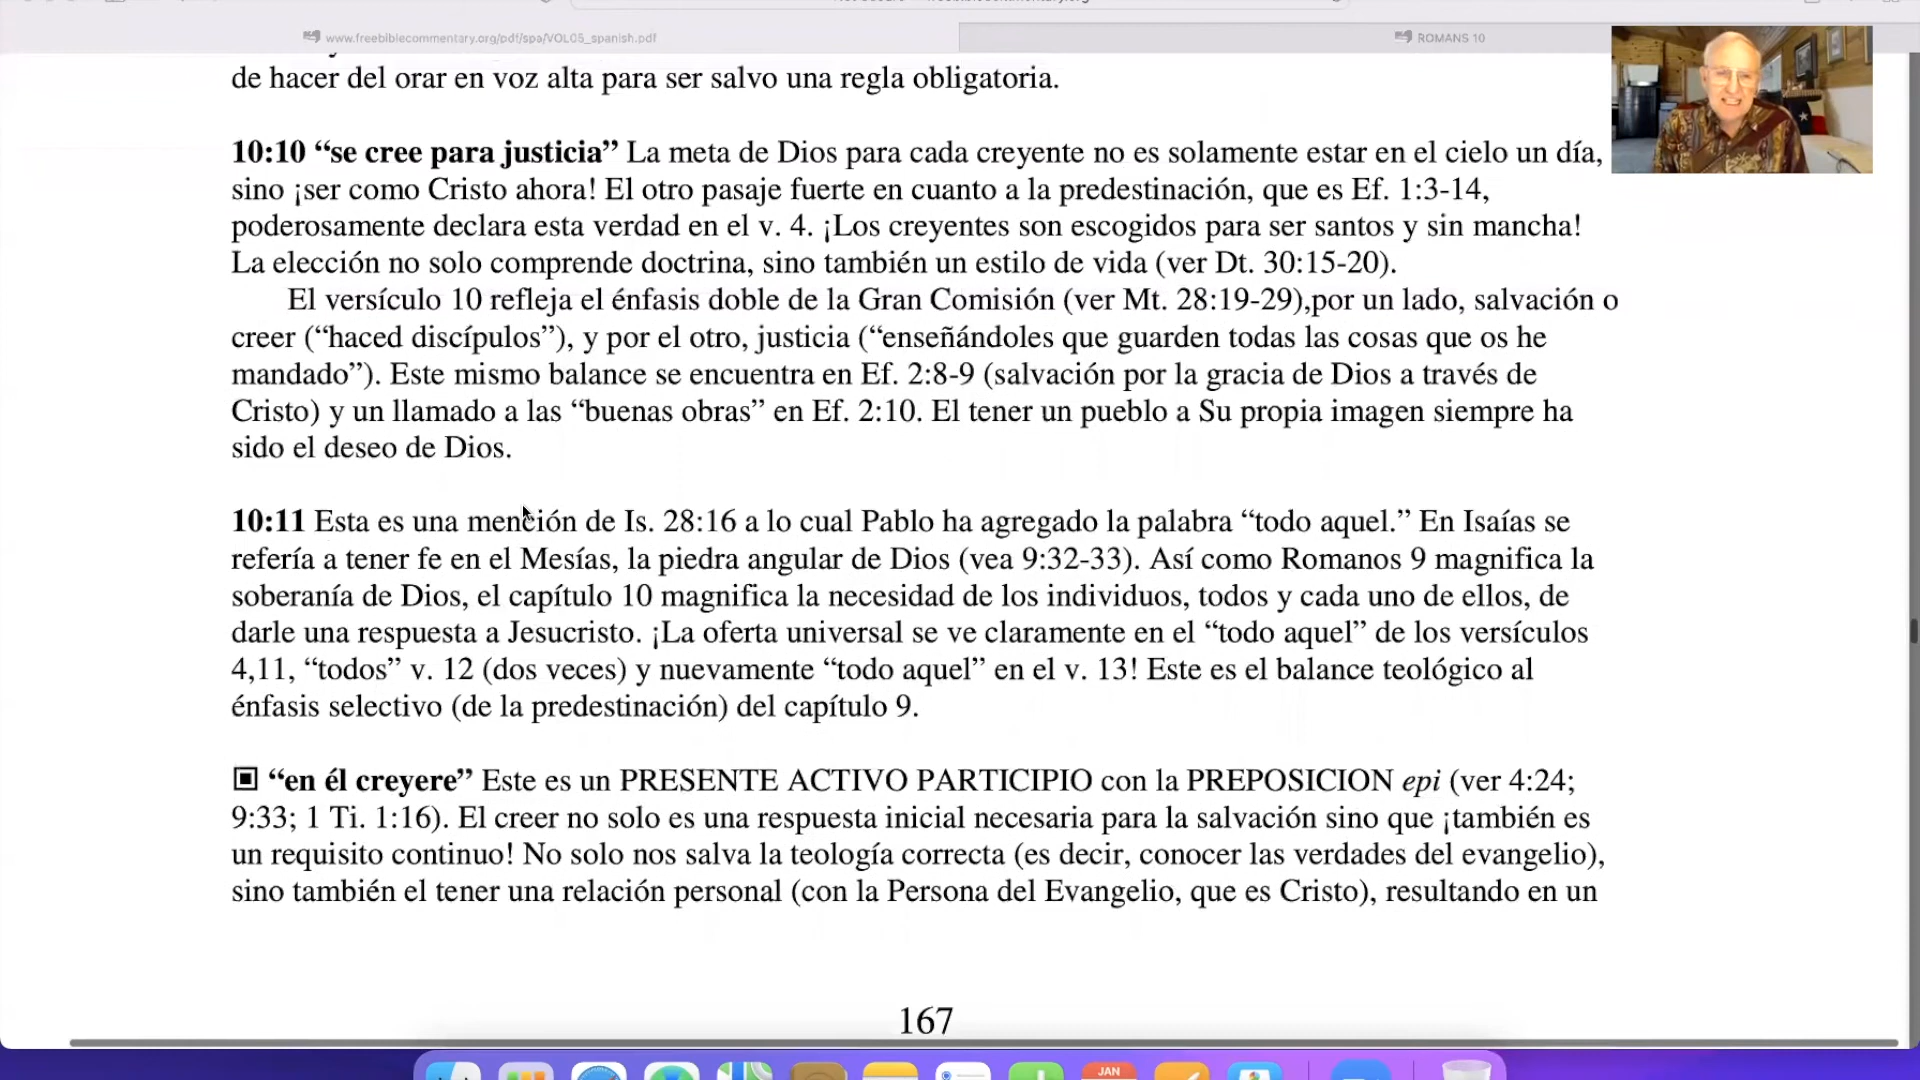 www.freebiblecommentary.org/pdf/spa/VOL05_spanish.pdf
ROMANS 10
de hacer del orar en voz alta para ser salvo una regla obligatoria.
10:10 “se cree para justicia” La meta de Dios para cada creyente no es solamente estar en el cielo un día,
sino ¡ser como Cristo ahora! El otro pasaje fuerte en cuanto a la predestinación, que es Ef. 1:3-14,
poderosamente declara esta verdad en el v. 4. ¡Los creyentes son escogidos para ser santos y sin mancha!
La elección no solo comprende doctrina, sino también un estilo de vida (ver Dt. 30:15-20).
El versículo 10 refleja el énfasis doble de la Gran Comisión (ver Mt. 28:19-29),por un lado, salvación o
creer (“haced discípulos”), y por el otro, justicia (“enseñándoles que guarden todas las cosas que os he
mandado”). Este mismo balance se encuentra en Ef. 2:8-9 (salvación por la gracia de Dios a través de
Cristo) y un llamado a las “buenas obras” en Ef. 2:10. El tener un pueblo a Su propia imagen siempre ha
sido el deseo de Dios.
10:11 Esta es una mención de Is. 28:16 a lo cual Pablo ha agregado la palabra “todo aquel.” En Isaías se
refería a tener fe en el Mesías, la piedra angular de Dios (vea 9:32-33). Así como Romanos 9 magnifica la
soberanía de Dios, el capítulo 10 magnifica la necesidad de los individuos, todos y cada uno de ellos, de
darle una respuesta a Jesucristo. ¡La oferta universal se ve claramente en el “todo aquel” de los versículos
4,11, “todos” v. 12 (dos veces) y nuevamente “todo aquel” en el v. 13! Este es el balance teológico al
énfasis selectivo (de la predestinación) del capítulo 9.
▣ “en él creyere” Este es un PRESENTE ACTIVO PARTICIPIO con la PREPOSICION epi (ver 4:24;
9:33; 1 Ti. 1:16). El creer no solo es una respuesta inicial necesaria para la salvación sino que ¡también es
un requisito continuo! No solo nos salva la teología correcta (es decir, conocer las verdades del evangelio),
sino también el tener una relación personal (con la Persona del Evangelio, que es Cristo), resultando en un
167
JAN